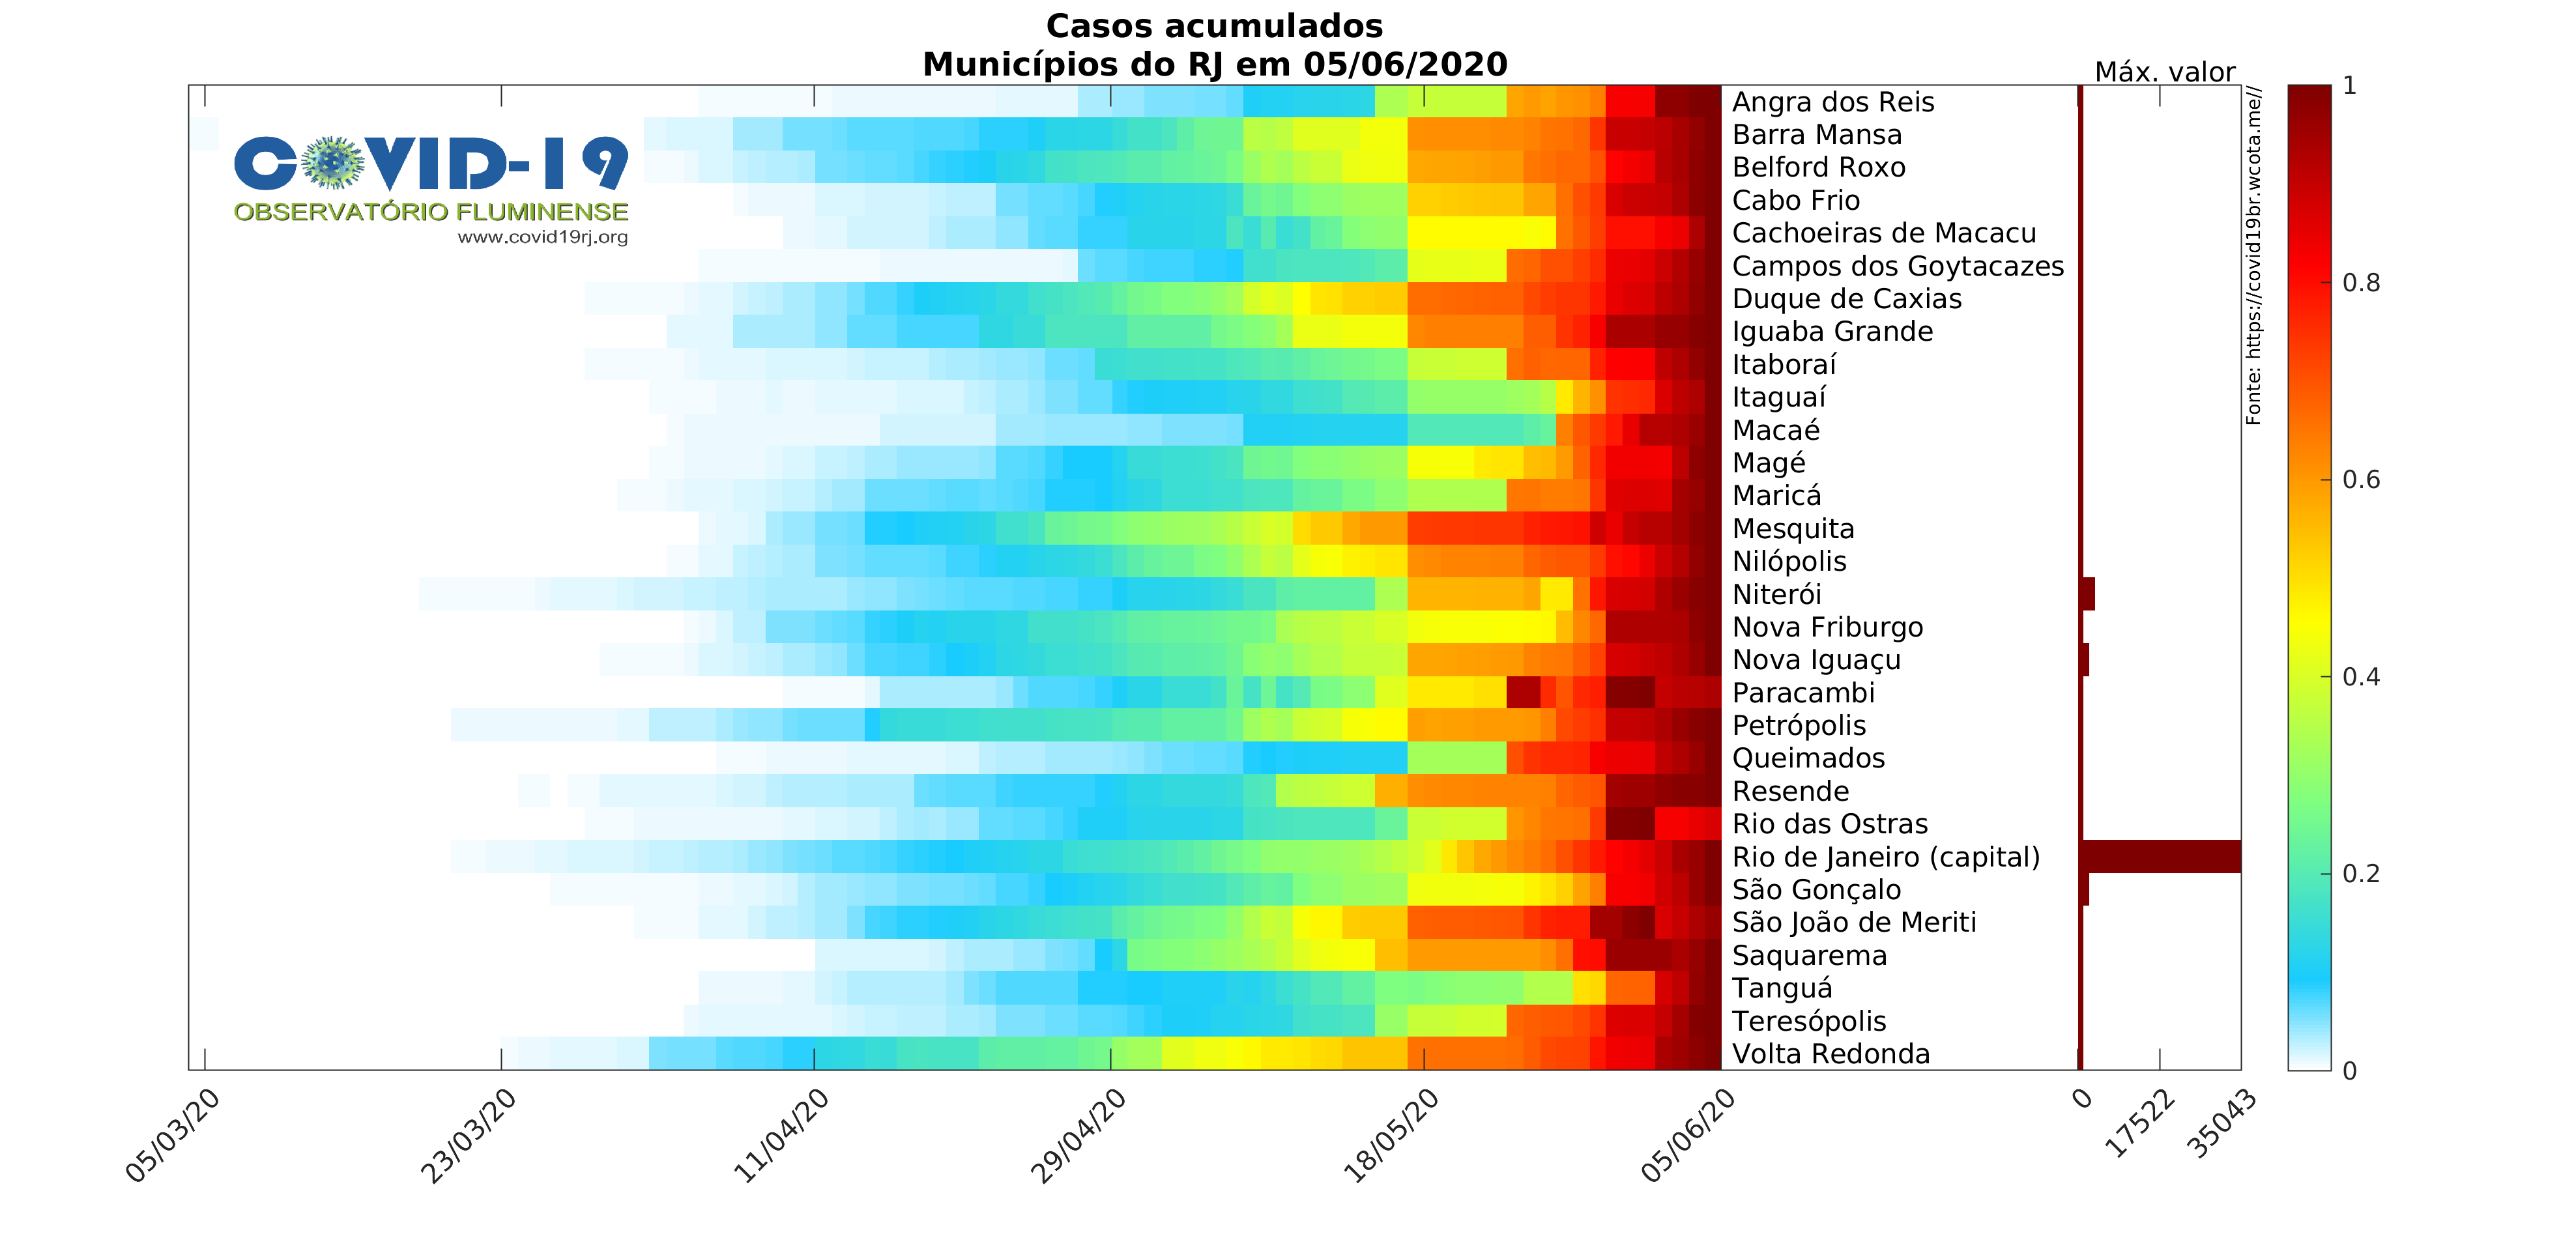 Casos acumulados
Municípios do RJ em 05/06/2020
Máx. valor
COVID-19
OBSERVATÓRIO FLUMINENSE
www.covid19rj.org
Angra dos Reis
Barra Mansa
Belford Roxo
Cabo Frio
Cachoeiras de Macacu
Campos dos Goytacazes
Duque de Caxias
Iguaba Grande
Itaboraí
Itaguaí
Macaé
Magé
Maricá
Mesquita
Nilópolis
Niterói
Nova Friburgo
Nova Iguaçu
Paracambi
Petrópolis
Queimados
Resende
Rio das Ostras
Rio de Janeiro (capital)
São Gonçalo
São João de Meriti
Saquarema
Tanguá
Teresópolis
Volta Redonda
Fonte: https://covid19br.wcota.me//
1
0.8
0.6
0.4
0.2
0
05/03/20
23/03/20
11/04/20
29/04/20
18/05/20
05/06/20
0
17522
35043